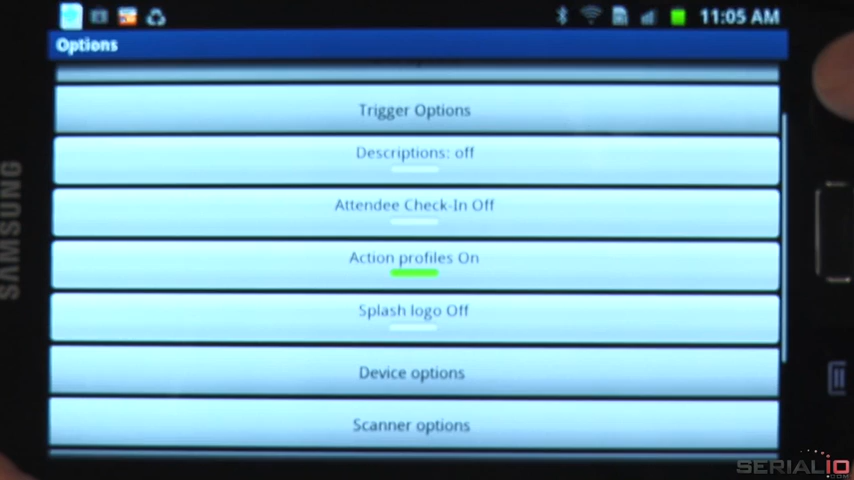 11:05 AM
Options
Trigger Options
Descriptions: off
Attendee Check-In Off
Action profiles On
Splash logo Off
Device options
Scanner options
SAMSUNG
SERIALIO
.COM